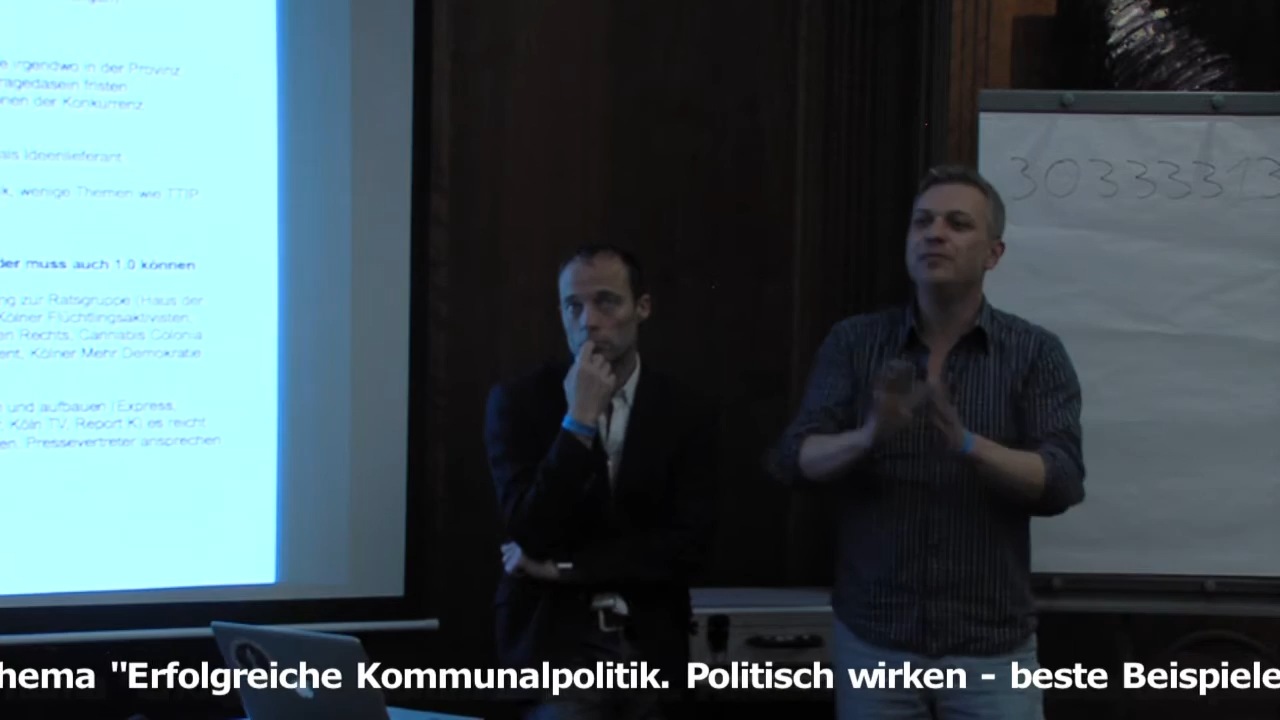 e irgendwo in der Provinz
ragedasein fristen
nen der Konkurrenz
als Ideenlieferant
k, wenige Themen wie TTIP
der muss auch 1.0 können
ng zur Ratsgruppe (Haus der
Kölner Flüchtlingsaktivisten,
en Rechts, Cannabis Colonia
ent, Kölner Mehr Demokratie
n und aufbauen (Express,
Köln TV, Report K) es reicht
en. Pressevertreter ansprechen
30333313
hema "Erfolgreiche Kommunalpolitik. Politisch wirken - beste Beispiele